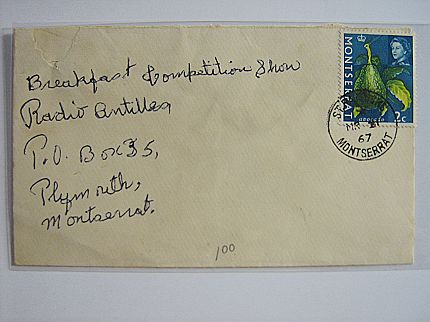 Breakfast Competition Show
Radio Antilles
P.O. Box 35,
Plymouth,
Montserrat.
MONTSERRAT
2c
67
MONTSERRAT
100